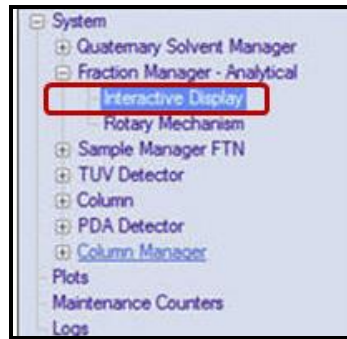 System
Quaternary Solvent Manager
Fraction Manager - Analytical
Interactive Display
Rotary Mechanism
Sample Manager FTN
TUV Detector
Column
PDA Detector
Column Manager
Plots
Maintenance Counters
Logs